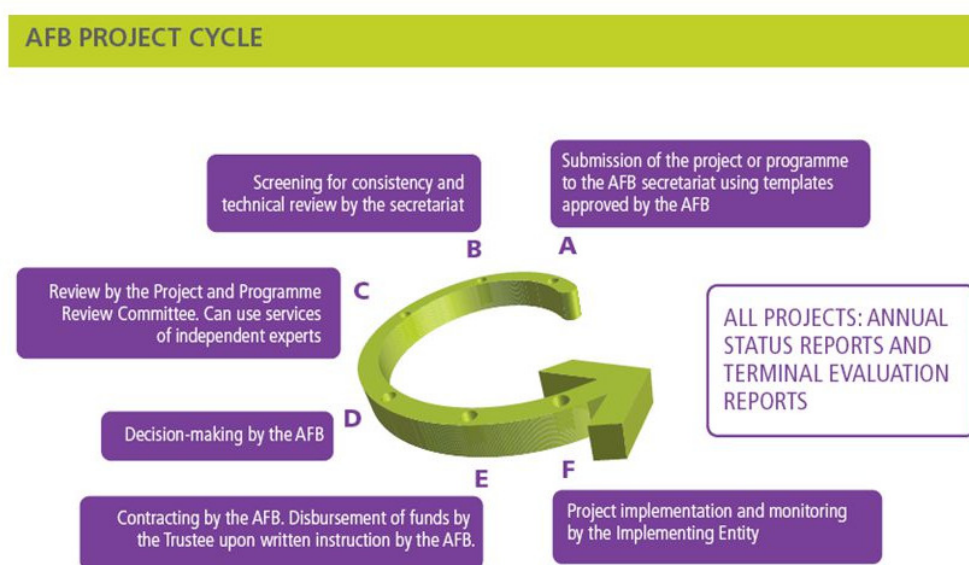 AFB PROJECT CYCLE
Submission of the project or programme
to the AFB secretariat using templates
approved by the AFB
A
Screening for consistency and
technical review by the secretariat
B
Review by the Project and Programme
Review Committee. Can use services
of independent experts
C
Decision-making by the AFB
D
Contracting by the AFB. Disbursement of funds by
the Trustee upon written instruction by the AFB.
E
Project implementation and monitoring
by the Implementing Entity
F
ALL PROJECTS: ANNUAL
STATUS REPORTS AND
TERMINAL EVALUATION
REPORTS